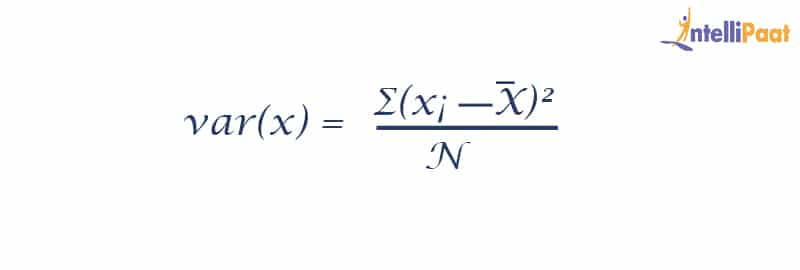 IntelliPaat
var(x) = Σ(xᵢ — X̅)²
N